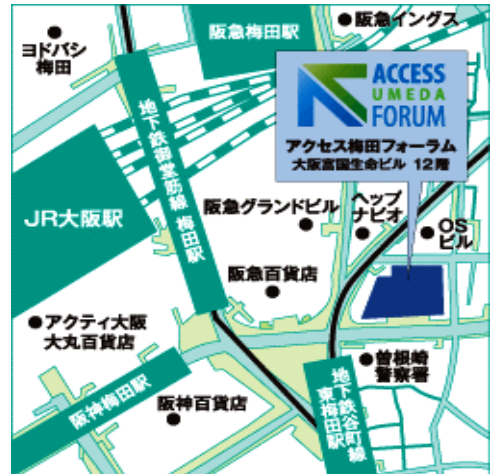 阪急梅田駅
●阪急イングス
ヨドバシ
梅田
ACCESS
UMEDA
FORUM
アクセス梅田フォーラム
大阪富国生命ビル 12階
地下鉄御堂筋線 梅田駅
JR大阪駅
阪急グランドビル
ヘップ
ナビオ
OS
ビル
阪急百貨店
●アクティ大阪
大丸百貨店
阪神梅田駅
阪神百貨店
地下鉄谷町線
東梅田駅
曽根崎
警察署